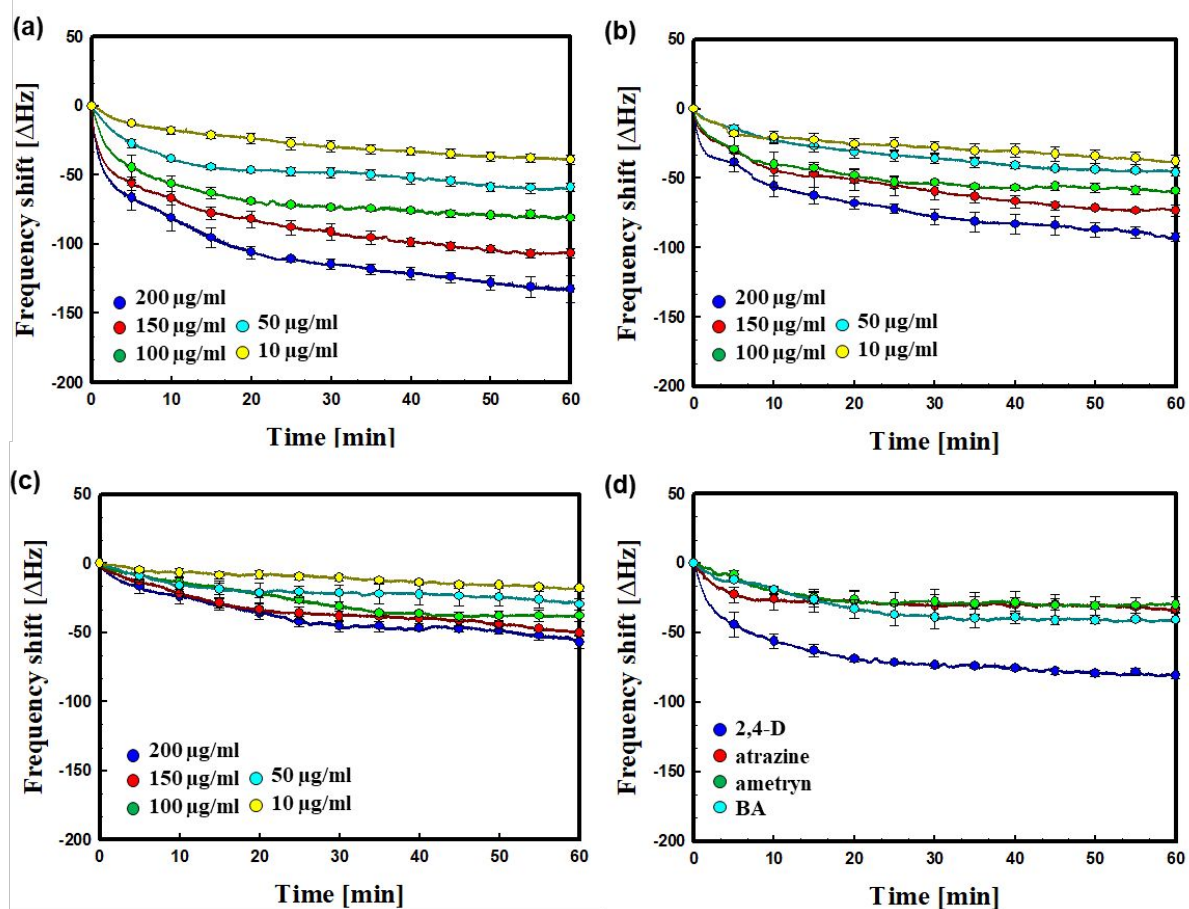 (a)
50
0
-50
-100
-150
-200
Frequency shift [ΔHz]
200 µg/ml
150 µg/ml
100 µg/ml
50 µg/ml
10 µg/ml
0 10 20 30 40 50 60
Time [min]
(b)
50
0
-50
-100
-150
-200
Frequency shift [ΔHz]
200 µg/ml
150 µg/ml
100 µg/ml
50 µg/ml
10 µg/ml
0 10 20 30 40 50 60
Time [min]
(c)
50
0
-50
-100
-150
-200
Frequency shift [ΔHz]
200 µg/ml
150 µg/ml
100 µg/ml
50 µg/ml
10 µg/ml
0 10 20 30 40 50 60
Time [min]
(d)
50
0
-50
-100
-150
-200
Frequency shift [ΔHz]
2,4-D
atrazine
ametryn
BA
0 10 20 30 40 50 60
Time [min]